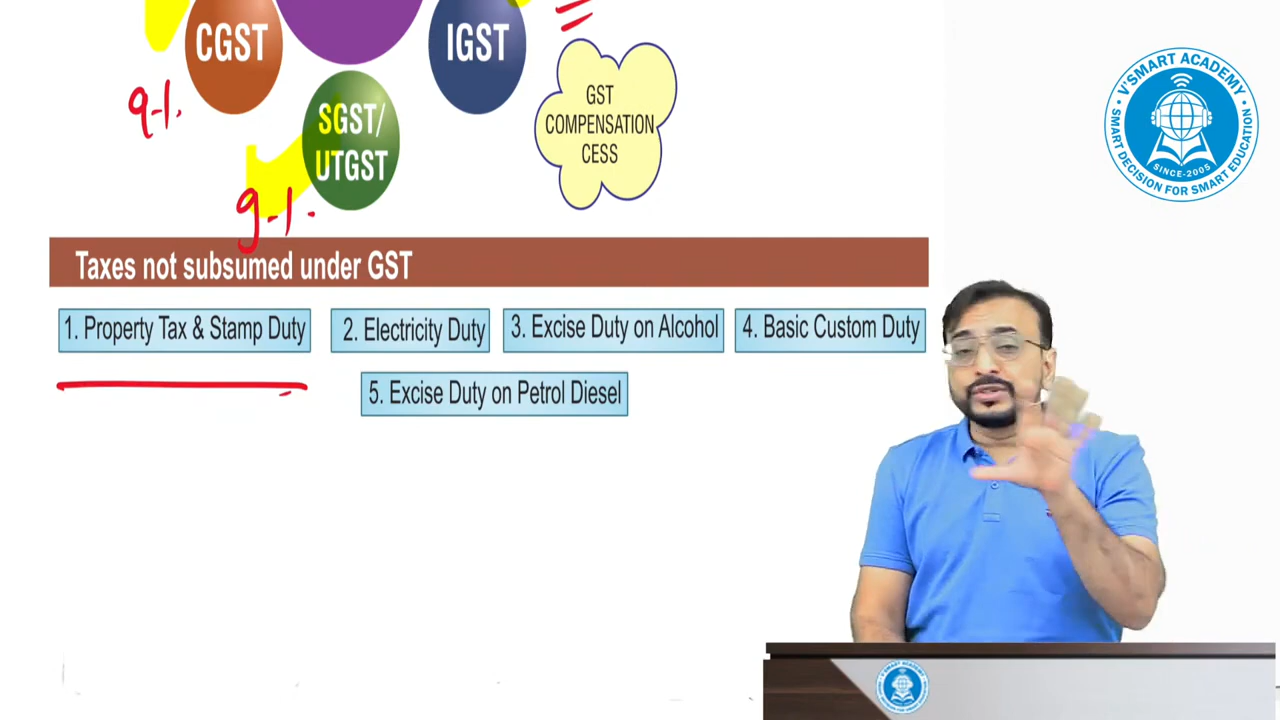 CGST
IGST
9-1.
SGST/
UTGST
9-1.
GST
COMPENSATION
CESS
V'SMART ACADEMY
SMART DECISION FOR SMART EDUCATION
SINCE-2005
Taxes not subsumed under GST
1. Property Tax & Stamp Duty
2. Electricity Duty
3. Excise Duty on Alcohol
4. Basic Custom Duty
5. Excise Duty on Petrol Diesel